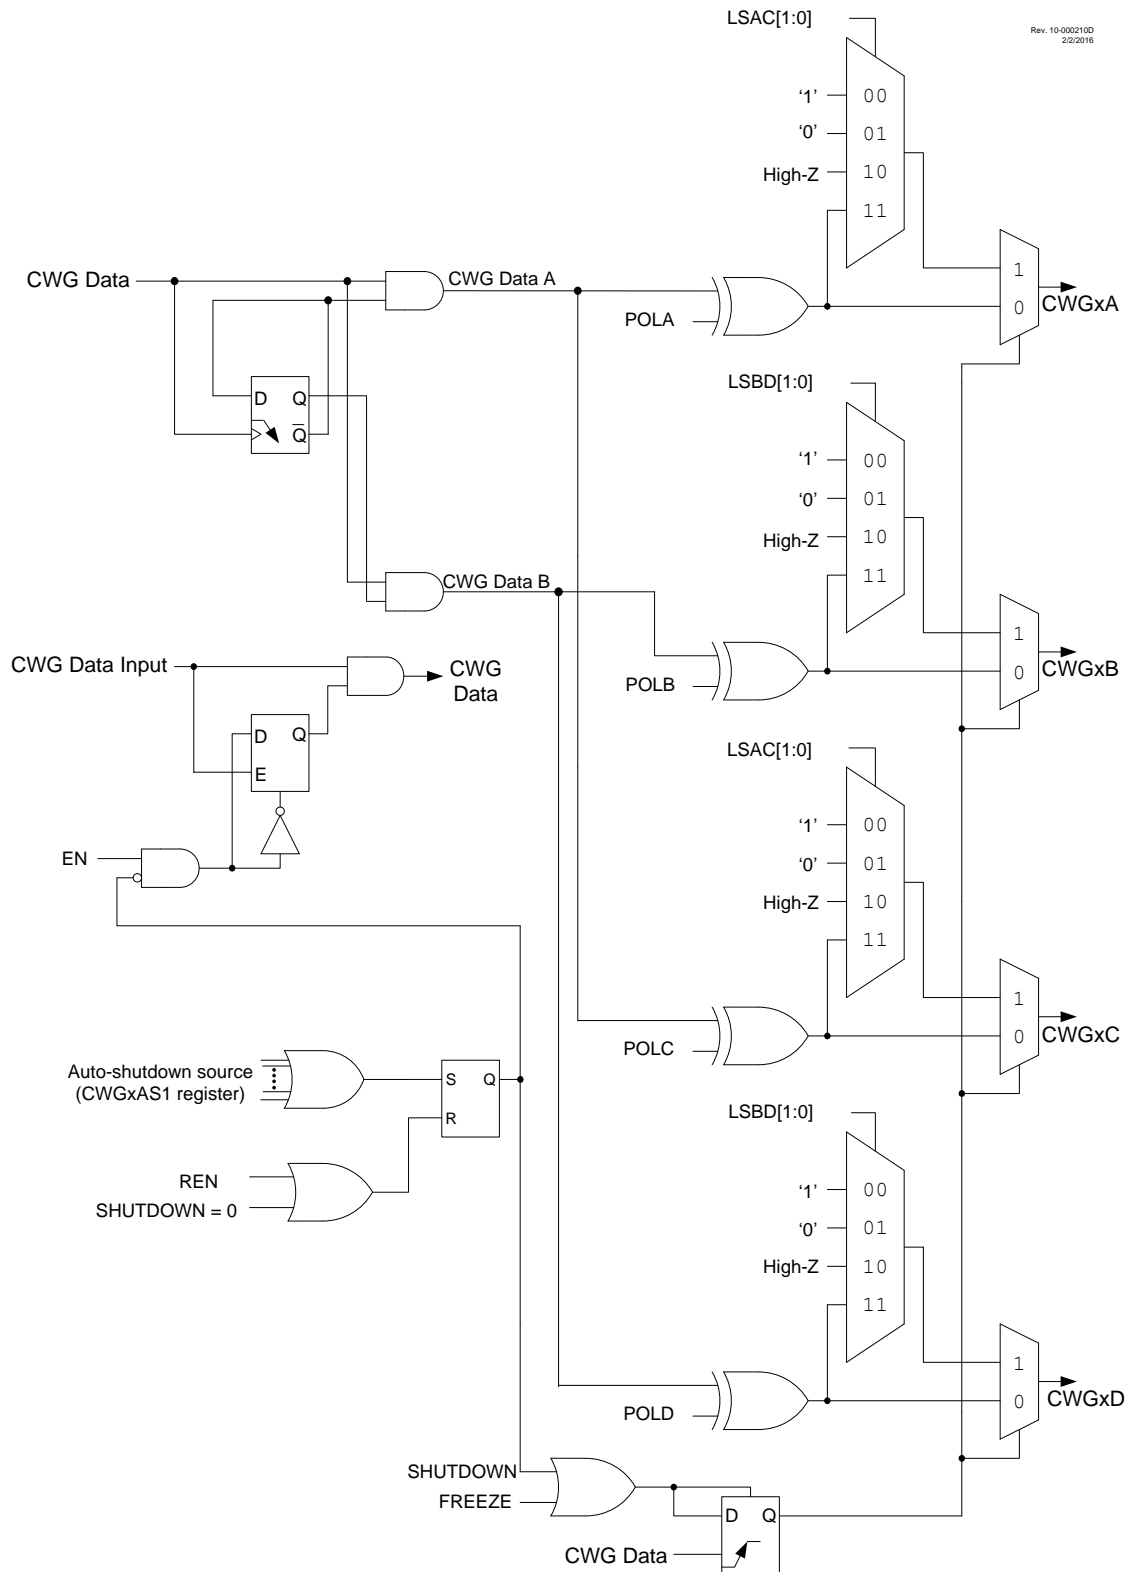 LSAC[1:0]
Rev. 10-000210D
2/2/2016
‘1’ 00
‘0’ 01
High-Z 10
11
CWG Data
CWG Data A
POLA
1
0
CWGxA
D Q
Q
LSBD[1:0]
‘1’ 00
‘0’ 01
High-Z 10
11
CWG Data B
POLB
1
0
CWGxB
CWG Data Input
CWG
Data
D Q
E
EN
LSAC[1:0]
‘1’ 00
‘0’ 01
High-Z 10
11
POLC
1
0
CWGxC
Auto-shutdown source
(CWGxAS1 register)
S Q
R
REN
SHUTDOWN = 0
LSBD[1:0]
‘1’ 00
‘0’ 01
High-Z 10
11
POLD
1
0
CWGxD
SHUTDOWN
FREEZE
D Q
CWG Data